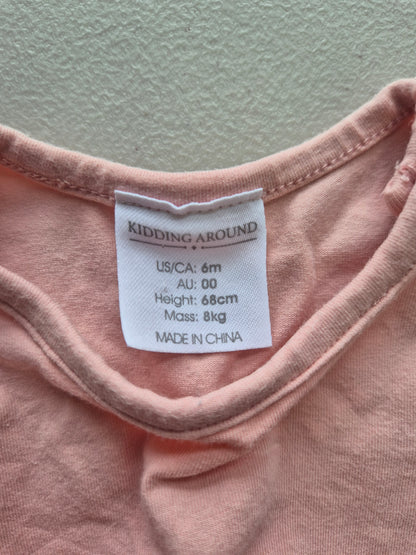 KIDDING AROUND
US/CA: 6m
AU: 00
Height: 68cm
Mass: 8kg
MADE IN CHINA